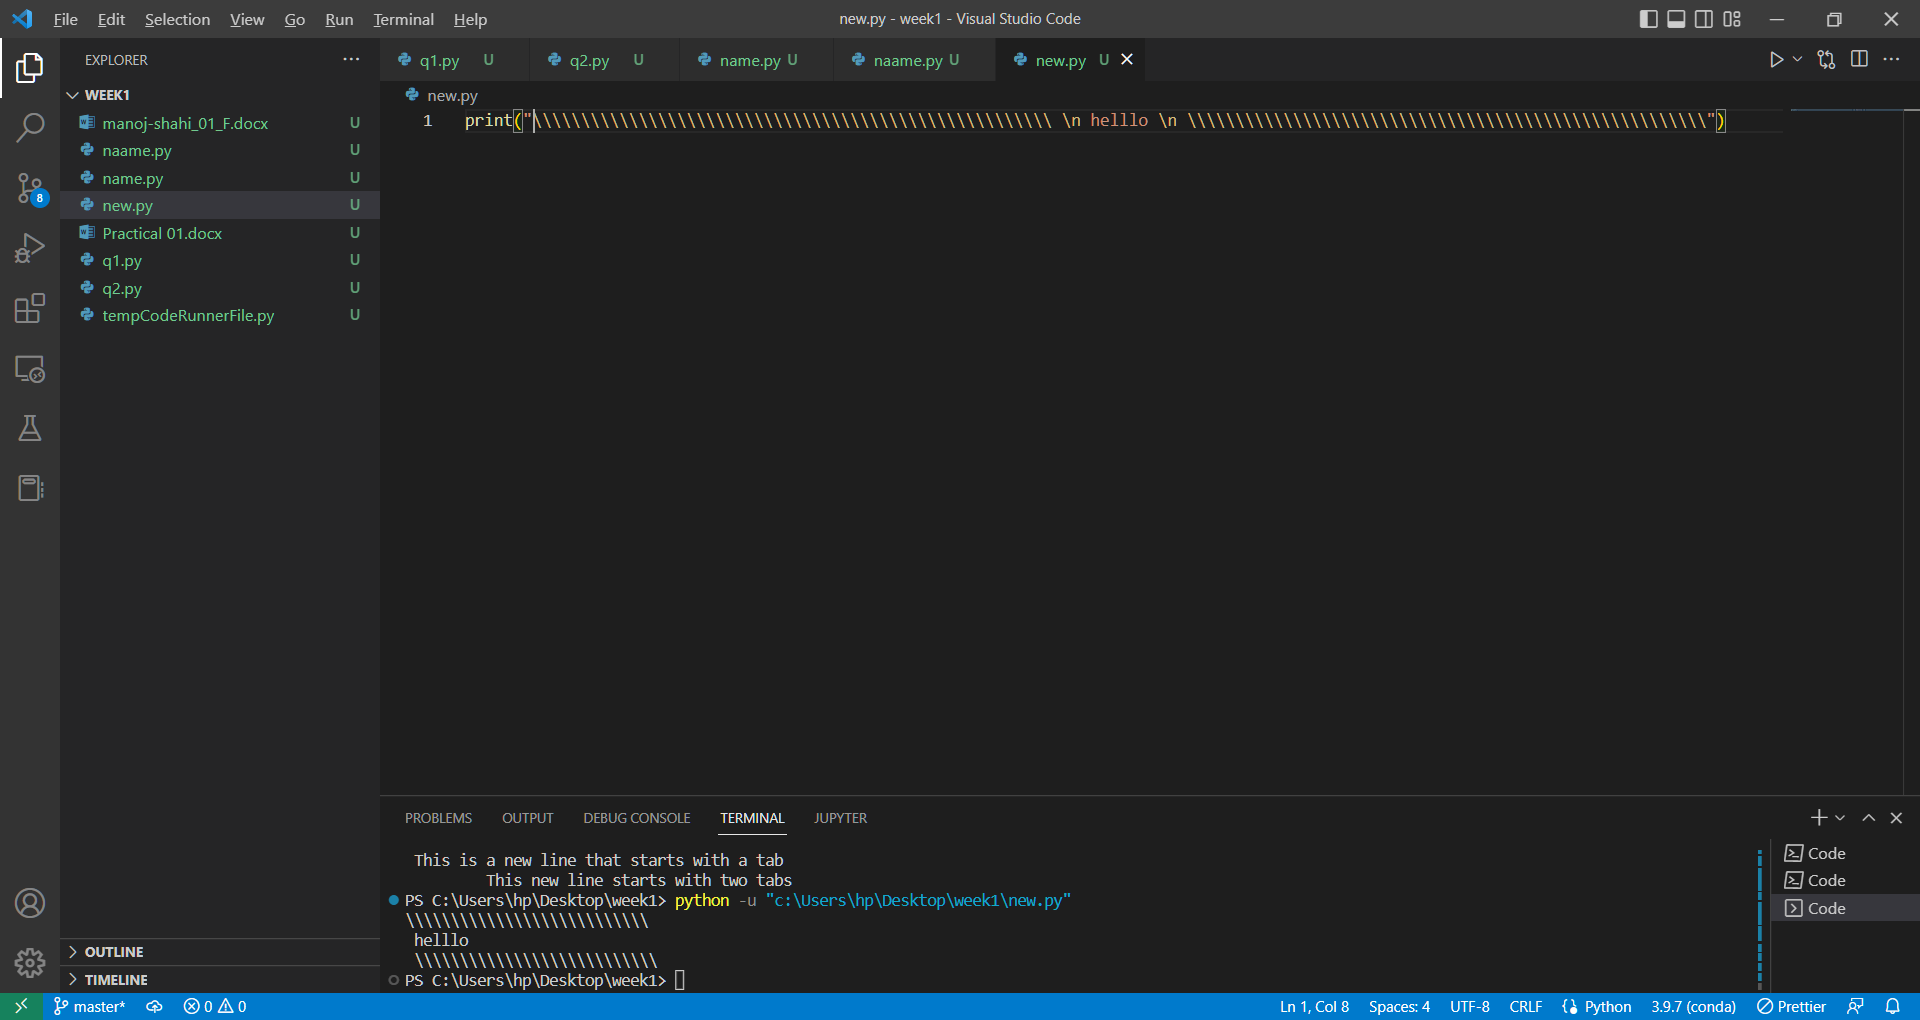 File Edit Selection View Go Run Terminal Help
new.py - week1 - Visual Studio Code
EXPLORER
WEEK1
manoj-shahi_01_F.docx U
naame.py U
name.py U
new.py U
Practical 01.docx U
q1.py U
q2.py U
tempCodeRunnerFile.py U
8
OUTLINE
TIMELINE
q1.py U q2.py U name.py U naame.py U new.py U
new.py
1 print("\\\\\\\\\\\\\\\\\\\\\\\\\\\\\\\\\\\\\\\\\\\\\\\\\\\\\\ \n helllo \n \\\\\\\\\\\\\\\\\\\\\\\\\\\\\\\\\\\\\\\\\\\\\\\\\\\\\\")
PROBLEMS OUTPUT DEBUG CONSOLE TERMINAL JUPYTER
This is a new line that starts with a tab
This new line starts with two tabs
PS C:\Users\hp\Desktop\week1> python -u "c:\Users\hp\Desktop\week1\new.py"
\\\\\\\\\\\\\\\\\\\\\\\\\\\
helllo
\\\\\\\\\\\\\\\\\\\\\\\\\\\
PS C:\Users\hp\Desktop\week1>
Code
Code
Code
master* 0 0
Ln 1, Col 8 Spaces: 4 UTF-8 CRLF Python 3.9.7 (conda) Prettier